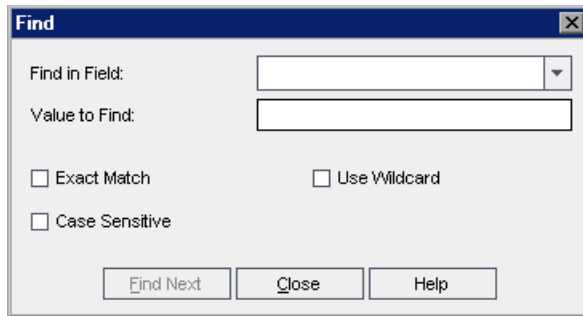 Find
Find in Field:
Value to Find:
Exact Match Use Wildcard
Case Sensitive
Find Next Close Help